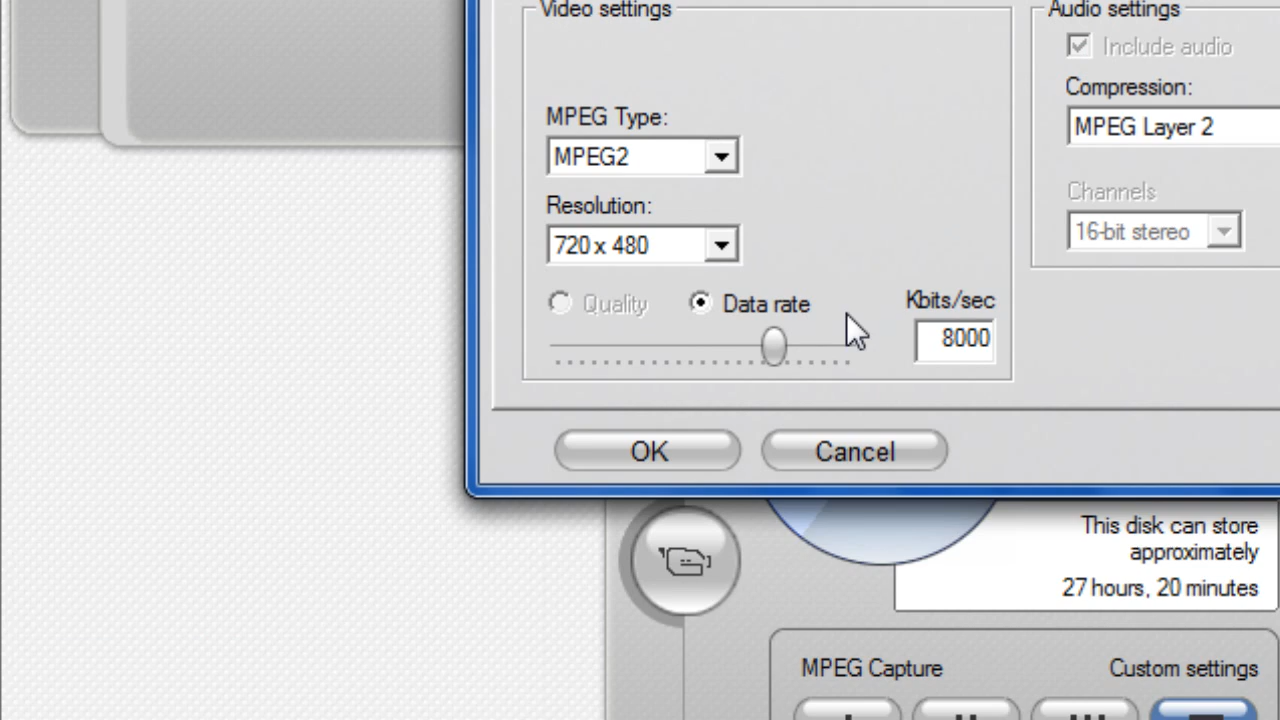 Video settings
MPEG Type:
MPEG2
Resolution:
720 x 480
Quality
Data rate
Kbits/sec
8000
Audio settings
Include audio
Compression:
MPEG Layer 2
Channels
16-bit stereo
OK
Cancel
This disk can store
approximately
27 hours, 20 minutes
MPEG Capture
Custom settings